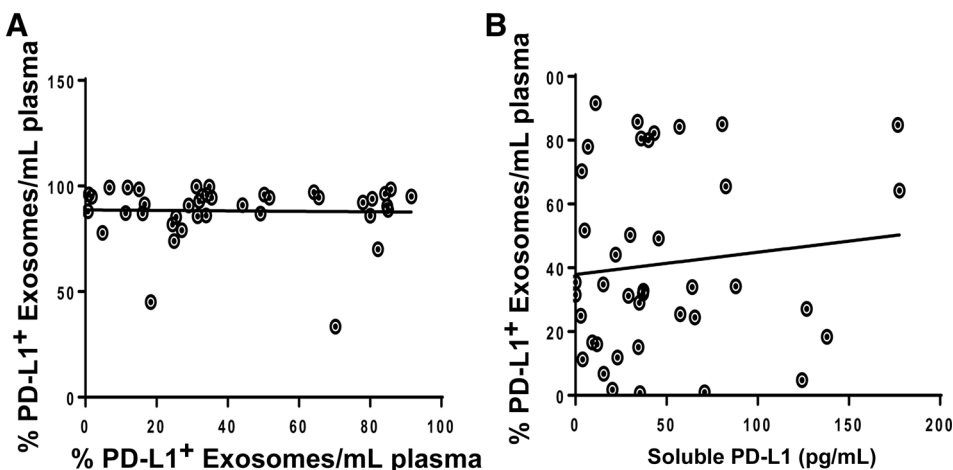 A
% PD-L1+ Exosomes/mL plasma
150
100
50
0
0 20 40 60 80 100
% PD-L1+ Exosomes/mL plasma
B
% PD-L1+ Exosomes/mL plasma
00
80
60
40
20
0
0 50 100 150 200
Soluble PD-L1 (pg/mL)